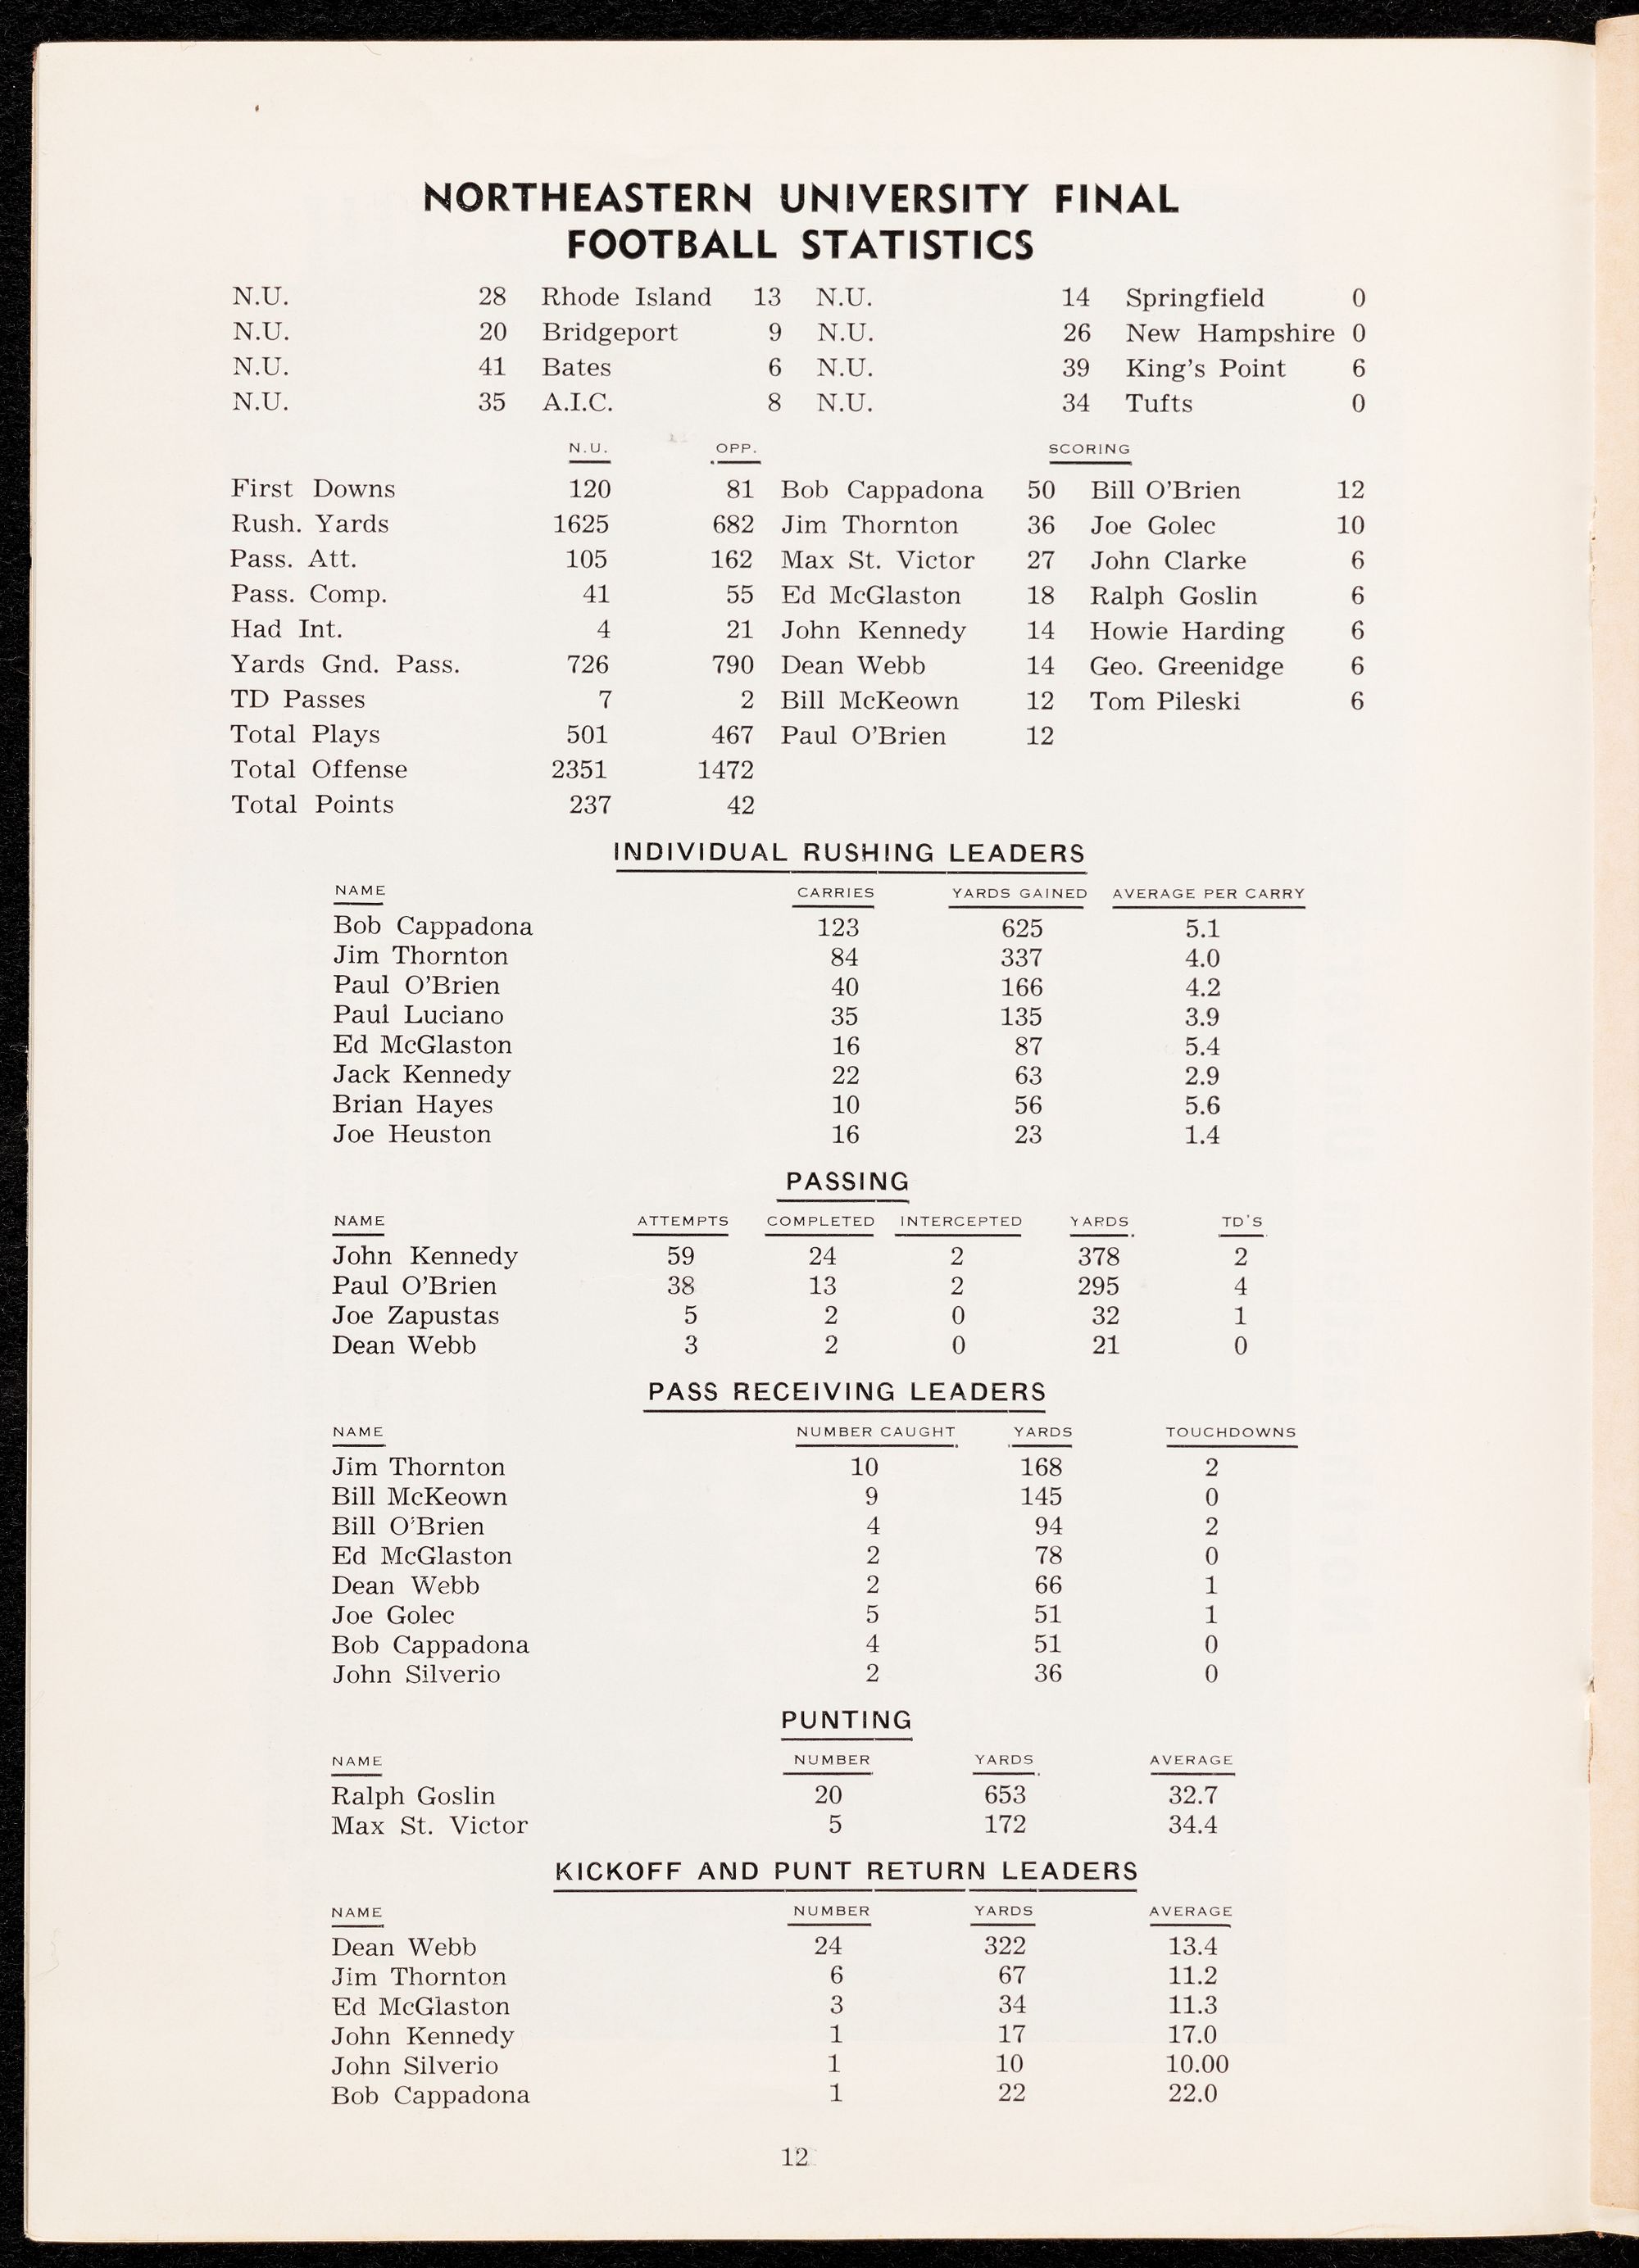 NORTHEASTERN UNIVERSITY FINAL
FOOTBALL STATISTICS
N.U. 28 Rhode Island 13 N.U. 14 Springfield 0
N.U. 20 Bridgeport 9 N.U. 26 New Hampshire 0
N.U. 41 Bates 6 N.U. 39 King's Point 6
N.U. 35 A.I.C. 8 N.U. 34 Tufts 0
N.U. OPP. SCORING
First Downs 120 81 Bob Cappadona 50 Bill O'Brien 12
Rush. Yards 1625 682 Jim Thornton 36 Joe Golec 10
Pass. Att. 105 162 Max St. Victor 27 John Clarke 6
Pass. Comp. 41 55 Ed McGlaston 18 Ralph Goslin 6
Had Int. 4 21 John Kennedy 14 Howie Harding 6
Yards Gnd. Pass. 726 790 Dean Webb 14 Geo. Greenidge 6
TD Passes 7 2 Bill McKeown 12 Tom Pileski 6
Total Plays 501 467 Paul O'Brien 12
Total Offense 2351 1472
Total Points 237 42
INDIVIDUAL RUSHING LEADERS
NAME CARRIES YARDS GAINED AVERAGE PER CARRY
Bob Cappadona 123 625 5.1
Jim Thornton 84 337 4.0
Paul O'Brien 40 166 4.2
Paul Luciano 35 135 3.9
Ed McGlaston 16 87 5.4
Jack Kennedy 22 63 2.9
Brian Hayes 10 56 5.6
Joe Heuston 16 23 1.4
PASSING
NAME ATTEMPTS COMPLETED INTERCEPTED YARDS TD'S
John Kennedy 59 24 2 378 2
Paul O'Brien 38 13 2 295 4
Joe Zapustas 5 2 0 32 1
Dean Webb 3 2 0 21 0
PASS RECEIVING LEADERS
NAME NUMBER CAUGHT YARDS TOUCHDOWNS
Jim Thornton 10 168 2
Bill McKeown 9 145 0
Bill O'Brien 4 94 2
Ed McGlaston 2 78 0
Dean Webb 2 66 1
Joe Golec 5 51 1
Bob Cappadona 4 51 0
John Silverio 2 36 0
PUNTING
NAME NUMBER YARDS AVERAGE
Ralph Goslin 20 653 32.7
Max St. Victor 5 172 34.4
KICKOFF AND PUNT RETURN LEADERS
NAME NUMBER YARDS AVERAGE
Dean Webb 24 322 13.4
Jim Thornton 6 67 11.2
Ed McGlaston 3 34 11.3
John Kennedy 1 17 17.0
John Silverio 1 10 10.00
Bob Cappadona 1 22 22.0
12